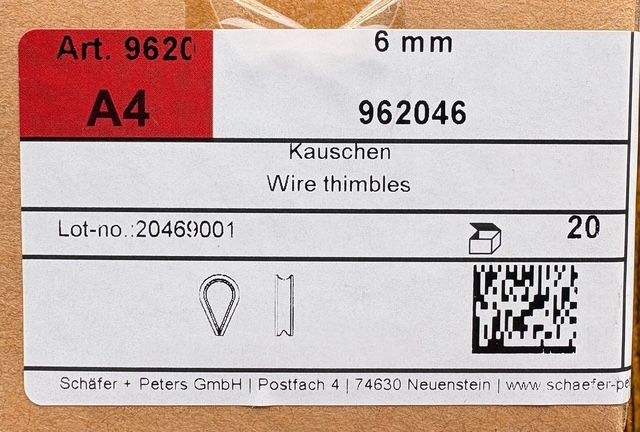 Art. 9620
6 mm
A4
962046
Kauschen
Wire thimbles
Lot-no.:20469001
20
Schäfer + Peters GmbH | Postfach 4 | 74630 Neuenstein | www.schaefer-pe